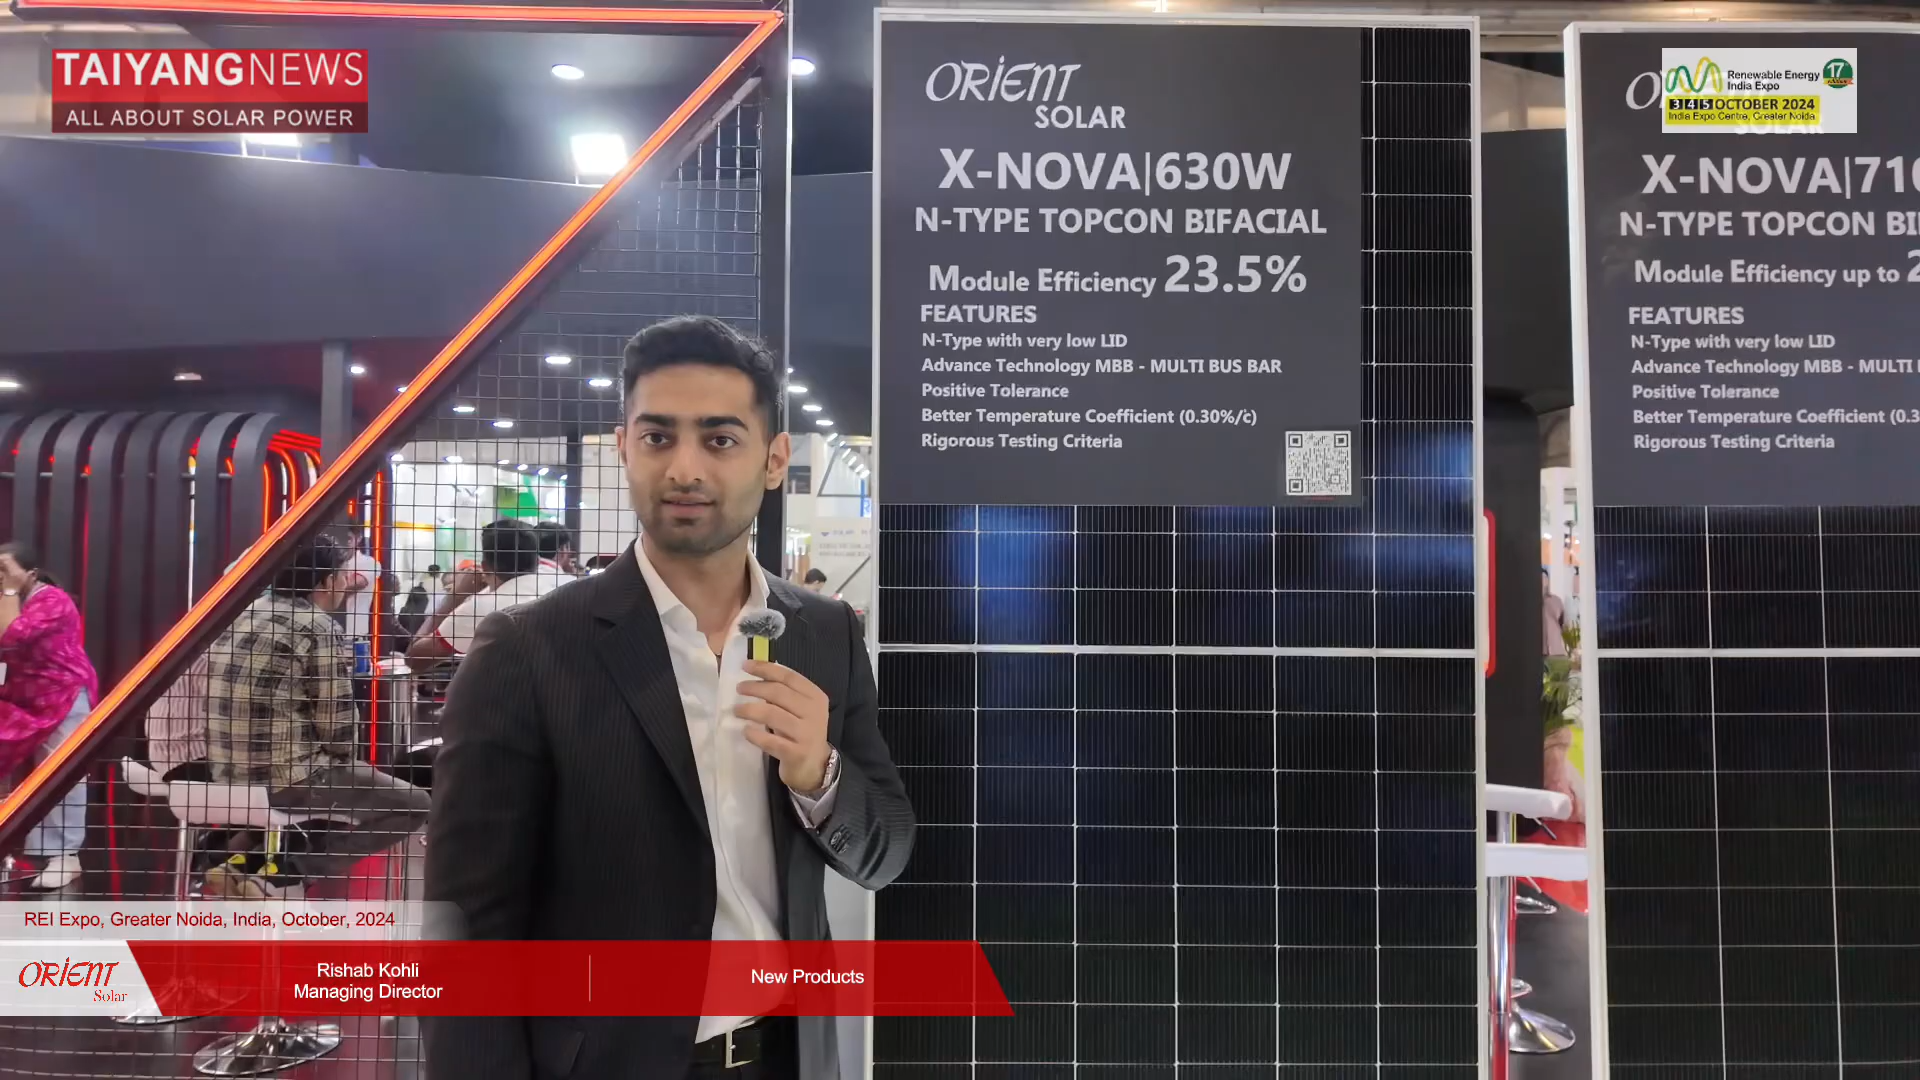 TAIYANGNEWS
ALL ABOUT SOLAR POWER
ORIENT
SOLAR
X-NOVA|630W
N-TYPE TOPCON BIFACIAL
Module Efficiency 23.5%
FEATURES
N-Type with very low LID
Advance Technology MBB - MULTI BUS BAR
Positive Tolerance
Better Temperature Coefficient (0.30%/c)
Rigorous Testing Criteria
Renewable Energy
India Expo
17
edition
3 4 5 OCTOBER 2024
India Expo Centre, Greater Noida
SOLAR
X-NOVA|710
N-TYPE TOPCON BI
Module Efficiency up to 2
FEATURES
N-Type with very low LID
Advance Technology MBB - MULTI
Positive Tolerance
Better Temperature Coefficient (0.3
Rigorous Testing Criteria
REI Expo, Greater Noida, India, October, 2024
ORIENT
Solar
Rishab Kohli
Managing Director
New Products